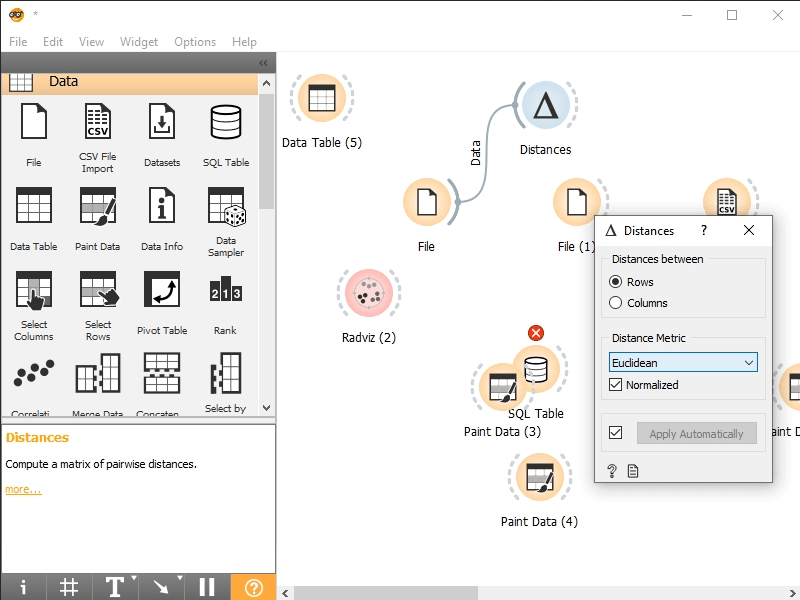 *
File Edit View Widget Options Help
Data
File
CSV File
Import
Datasets
SQL Table
Data Table
Paint Data
Data Info
Data
Sampler
Select
Columns
Select
Rows
Pivot Table
Rank
Merge Data
Select by
Distances
Compute a matrix of pairwise distances.
more...
Data Table (5)
Data
Distances
File
File (1)
CSV
Radviz (2)
SQL Table
Paint Data (3)
Paint Data (4)
Distances ?
Distances between
Rows
Columns
Distance Metric
Euclidean
Normalized
Apply Automatically